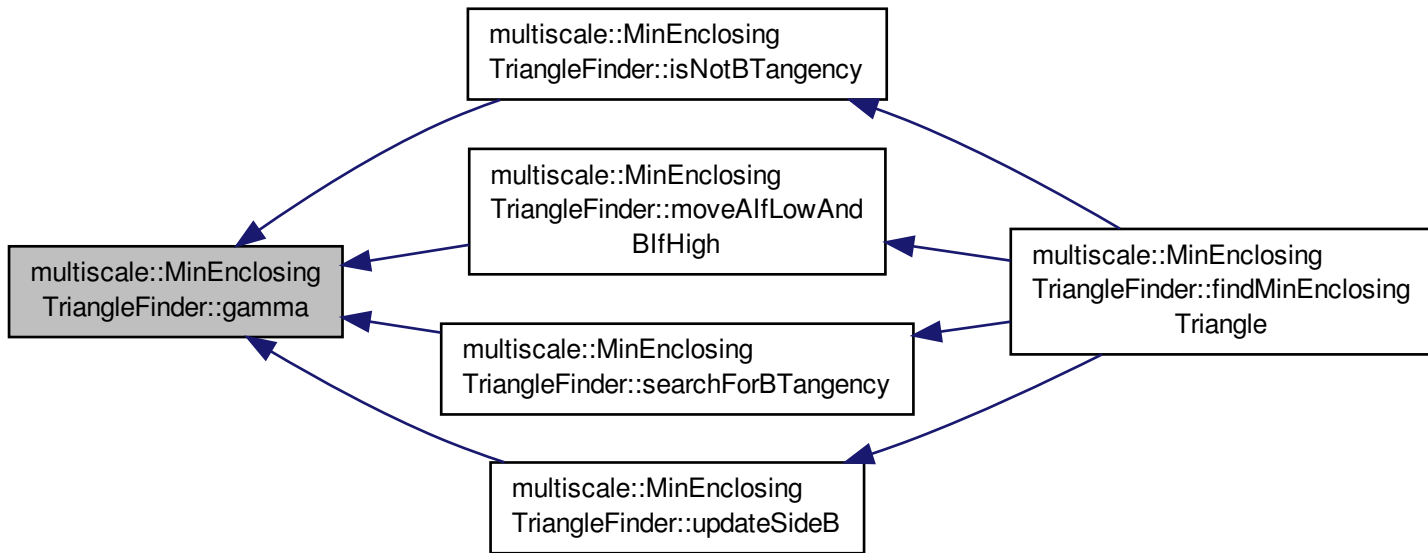 multiscale::MinEnclosing
TriangleFinder::isNotBTangency
multiscale::MinEnclosing
TriangleFinder::moveAIfLowAnd
BIfHigh
multiscale::MinEnclosing
TriangleFinder::gamma
multiscale::MinEnclosing
TriangleFinder::findMinEnclosing
Triangle
multiscale::MinEnclosing
TriangleFinder::searchForBTangency
multiscale::MinEnclosing
TriangleFinder::updateSideB